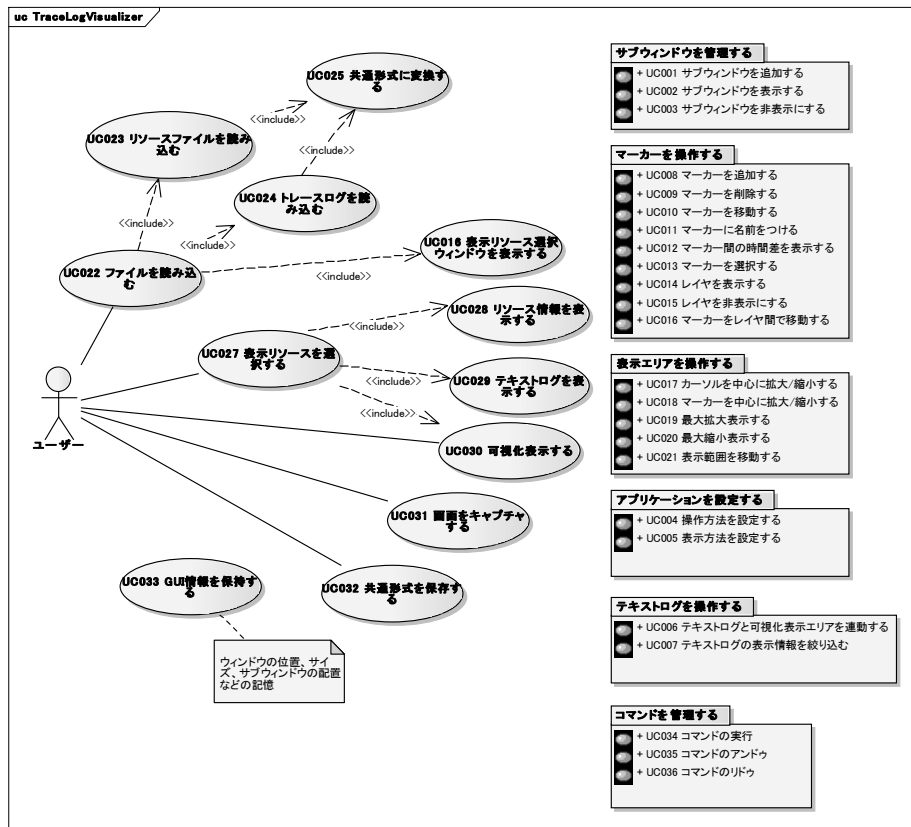 uc TraceLogVisualizer
UC025 共通形式に変換す
る
<<include>>
UC023 リソースファイルを読み
込む
<<include>>
UC024 トレースログを読
み込む
<<include>>
<<include>>
UC022 ファイルを読み込
む
UC016 表示リソース選択
ウィンドウを表示する
<<include>>
UC028 リソース情報を表
示する
<<include>>
UC027 表示リソースを選
択する
<<include>>
UC029 テキストログを表
示する
<<include>>
UC030 可視化表示する
ユーザー
UC031 画面をキャプチャ
する
UC033 GUI情報を保持す
る
UC032 共通形式を保存す
る
ウィンドウの位置、サイ
ズ、サブウィンドウの配置
などの記憶
サブウィンドウを管理する
+ UC001 サブウィンドウを追加する
+ UC002 サブウィンドウを表示する
+ UC003 サブウィンドウを非表示にする
マーカーを操作する
+ UC008 マーカーを追加する
+ UC009 マーカーを削除する
+ UC010 マーカーを移動する
+ UC011 マーカーに名前をつける
+ UC012 マーカー間の時間差を表示する
+ UC013 マーカーを選択する
+ UC014 レイヤを表示する
+ UC015 レイヤを非表示にする
+ UC016 マーカーをレイヤ間で移動する
表示エリアを操作する
+ UC017 カーソルを中心に拡大/縮小する
+ UC018 マーカーを中心に拡大/縮小する
+ UC019 最大拡大表示する
+ UC020 最大縮小表示する
+ UC021 表示範囲を移動する
アプリケーションを設定する
+ UC004 操作方法を設定する
+ UC005 表示方法を設定する
テキストログを操作する
+ UC006 テキストログと可視化表示エリアを連動する
+ UC007 テキストログの表示情報を絞り込む
コマンドを管理する
+ UC034 コマンドの実行
+ UC035 コマンドのアンドゥ
+ UC036 コマンドのリドゥ